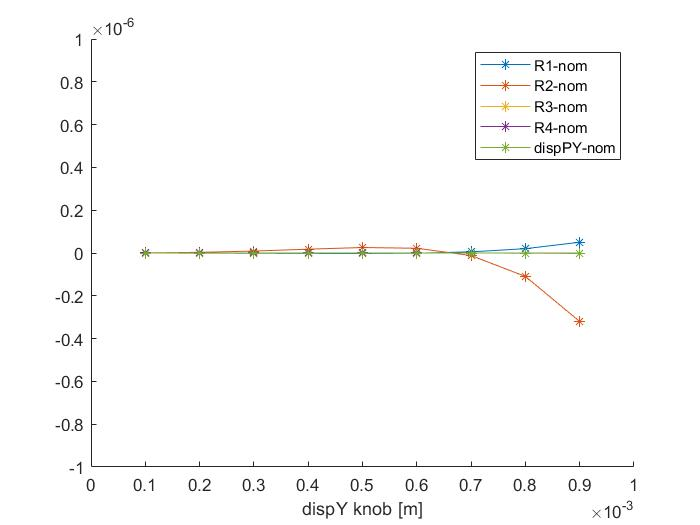 ×10-6
1
0.8
0.6
0.4
0.2
0
-0.2
-0.4
-0.6
-0.8
-1
R1-nom
R2-nom
R3-nom
R4-nom
dispPY-nom
0 0.1 0.2 0.3 0.4 0.5 0.6 0.7 0.8 0.9 1
dispY knob [m]
×10-3